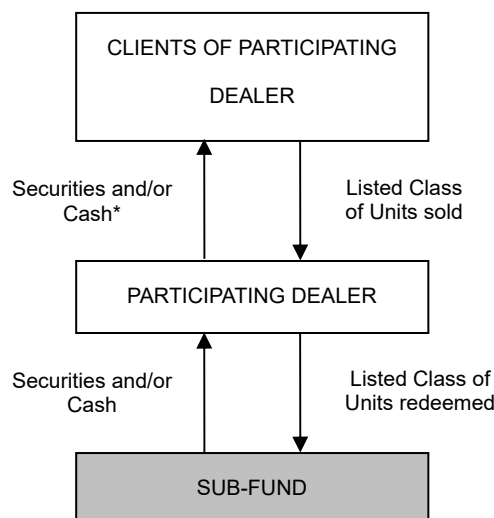 CLIENTS OF PARTICIPATING
DEALER
Securities and/or
Cash*
Listed Class
of Units sold
PARTICIPATING DEALER
Securities and/or
Cash
Listed Class of
Units redeemed
SUB-FUND